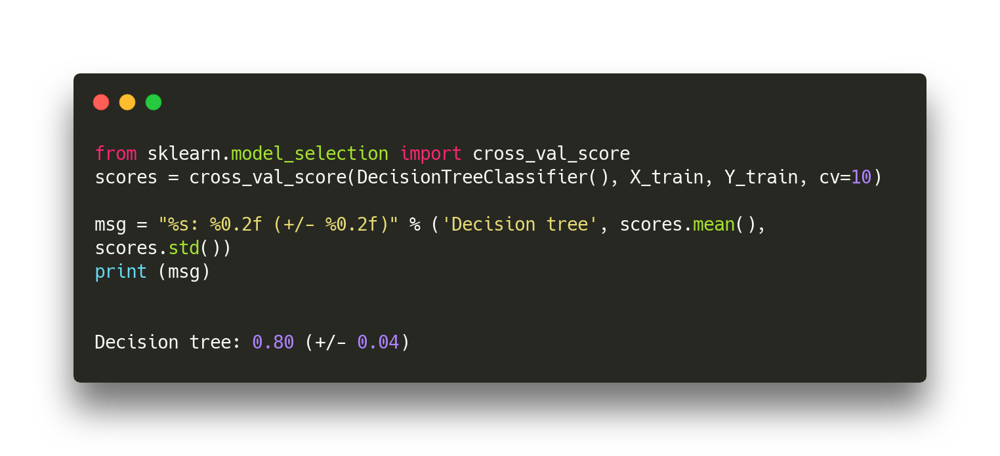 from sklearn.model_selection import cross_val_score
scores = cross_val_score(DecisionTreeClassifier(), X_train, Y_train, cv=10)
msg = "%s: %0.2f (+/- %0.2f)" % ('Decision tree', scores.mean(),
scores.std())
print (msg)
Decision tree: 0.80 (+/- 0.04)